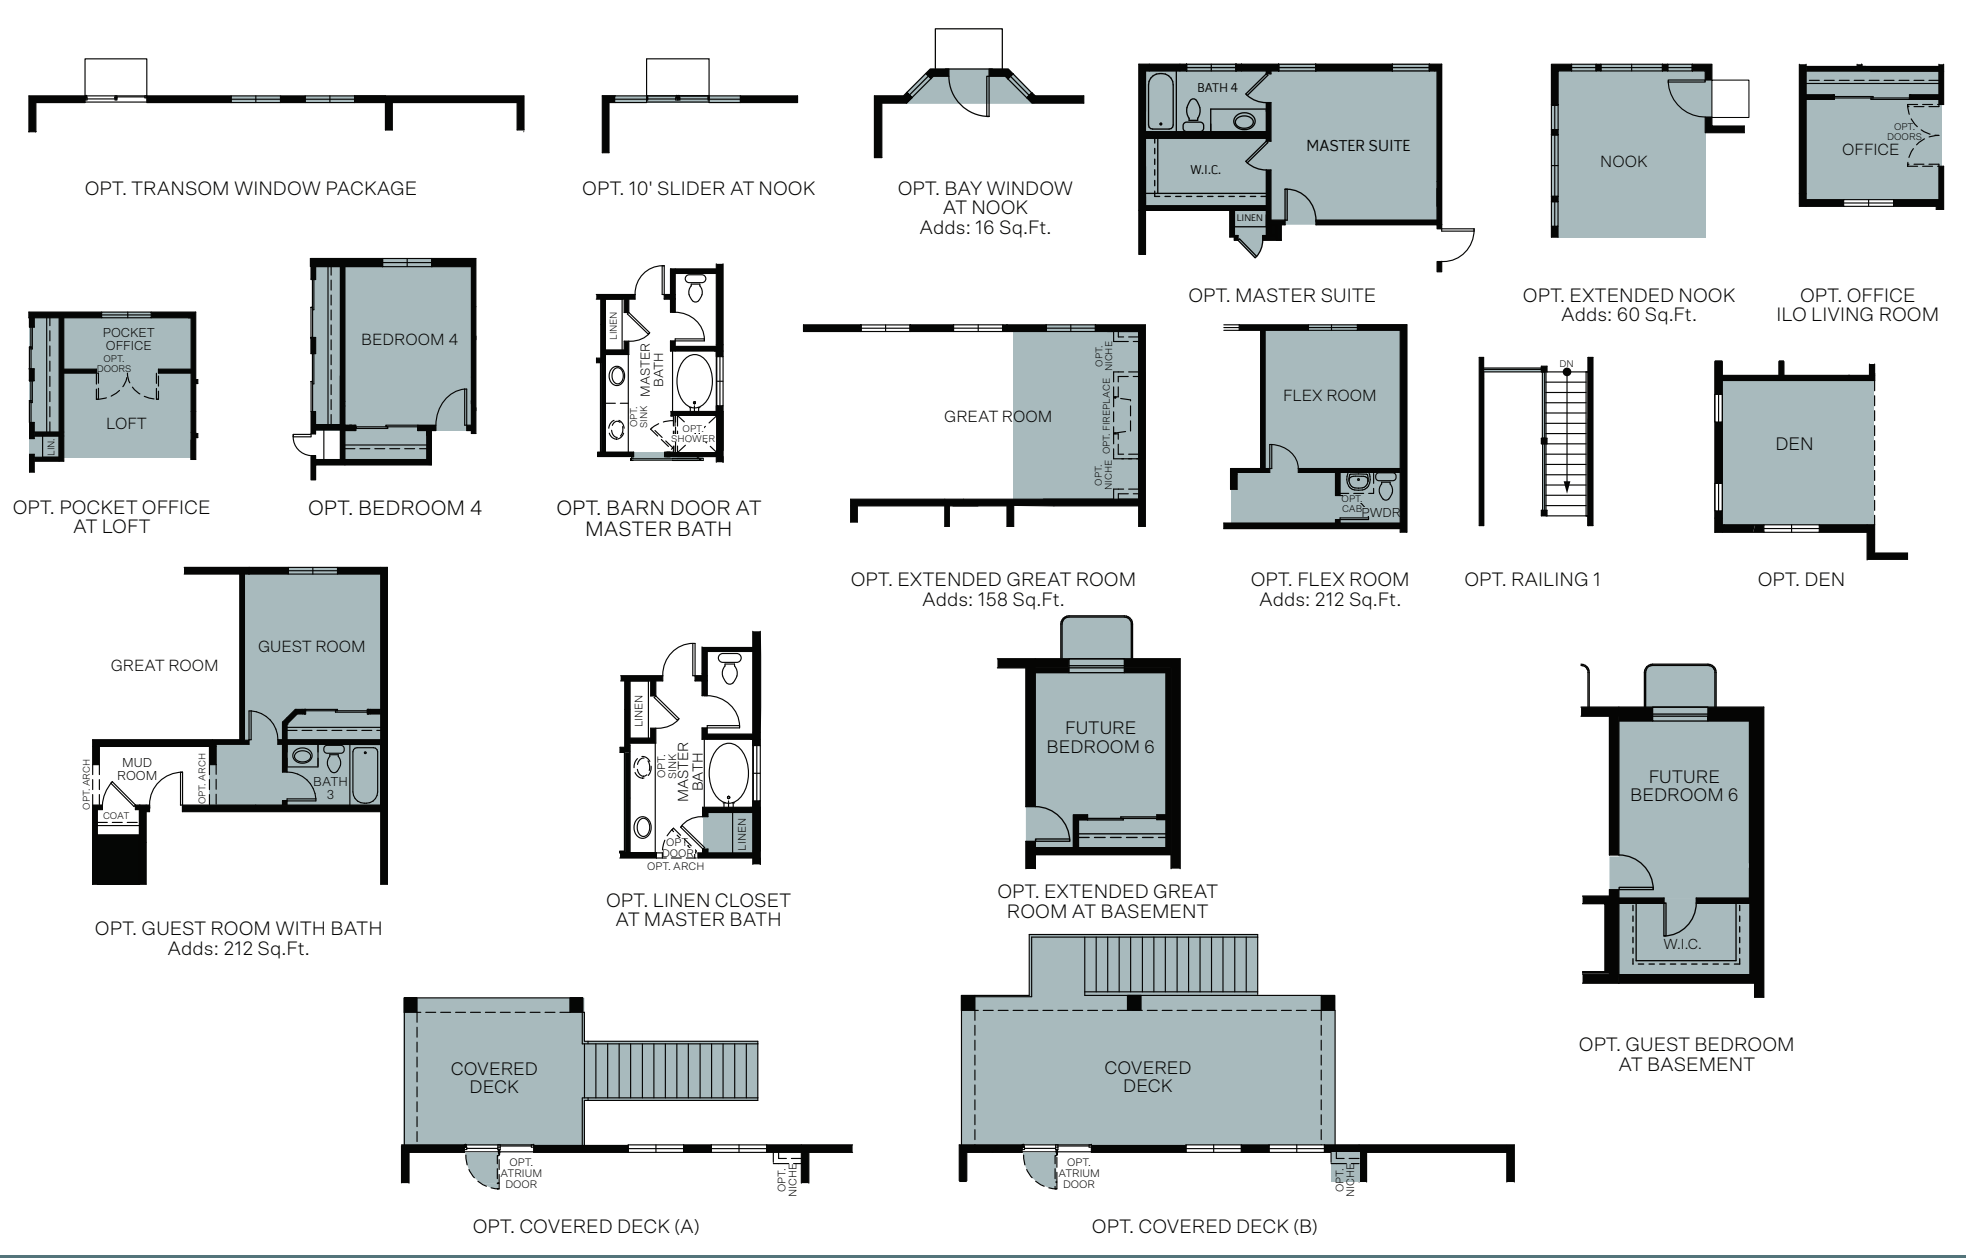 OPT. TRANSOM WINDOW PACKAGE
OPT. 10' SLIDER AT NOOK
OPT. BAY WINDOW
AT NOOK
Adds: 16 Sq.Ft.
BATH 4
MASTER SUITE
W.I.C.
LINEN
OPT. MASTER SUITE
NOOK
OPT. EXTENDED NOOK
Adds: 60 Sq.Ft.
OPT.
DOORS
OFFICE
OPT. OFFICE
ILO LIVING ROOM
POCKET
OFFICE
OPT.
DOORS
LOFT
LIN.
OPT. POCKET OFFICE
AT LOFT
BEDROOM 4
OPT. BEDROOM 4
LINEN
MASTER
BATH
OPT.
SINK
OPT.
SHOWER
OPT. BARN DOOR AT
MASTER BATH
GREAT ROOM
OPT.
NICHE
OPT. FIREPLACE
OPT.
NICHE
OPT. EXTENDED GREAT ROOM
Adds: 158 Sq.Ft.
FLEX ROOM
OPT.
CAB.
PWDR
OPT. FLEX ROOM
Adds: 212 Sq.Ft.
DN
OPT. RAILING 1
DEN
OPT. DEN
GUEST ROOM
GREAT ROOM
MUD
ROOM
OPT. ARCH
OPT. ARCH
COAT
BATH
3
OPT. GUEST ROOM WITH BATH
Adds: 212 Sq.Ft.
LINEN
OPT.
SINK
MASTER
BATH
LINEN
OPT.
DOOR
OPT. ARCH
OPT. LINEN CLOSET
AT MASTER BATH
FUTURE
BEDROOM 6
OPT. EXTENDED GREAT
ROOM AT BASEMENT
FUTURE
BEDROOM 6
W.I.C.
OPT. GUEST BEDROOM
AT BASEMENT
COVERED
DECK
OPT.
ATRIUM
DOOR
OPT.
NICHE
OPT. COVERED DECK (A)
COVERED
DECK
OPT.
ATRIUM
DOOR
OPT.
NICHE
OPT. COVERED DECK (B)